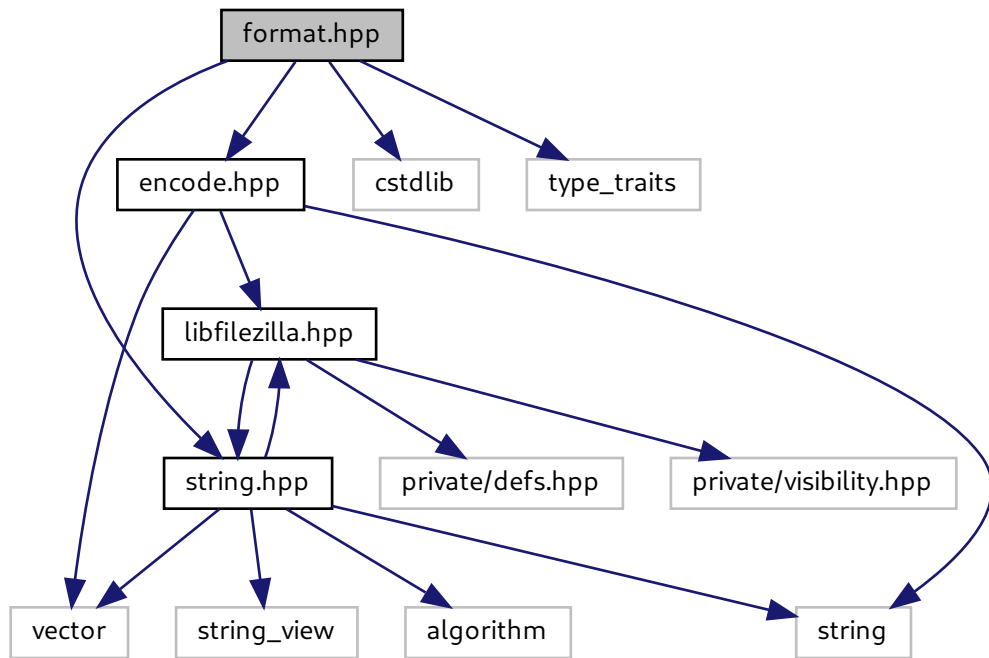 format.hpp
encode.hpp
cstdlib
type_traits
libfilezilla.hpp
string.hpp
private/defs.hpp
private/visibility.hpp
vector
string_view
algorithm
string